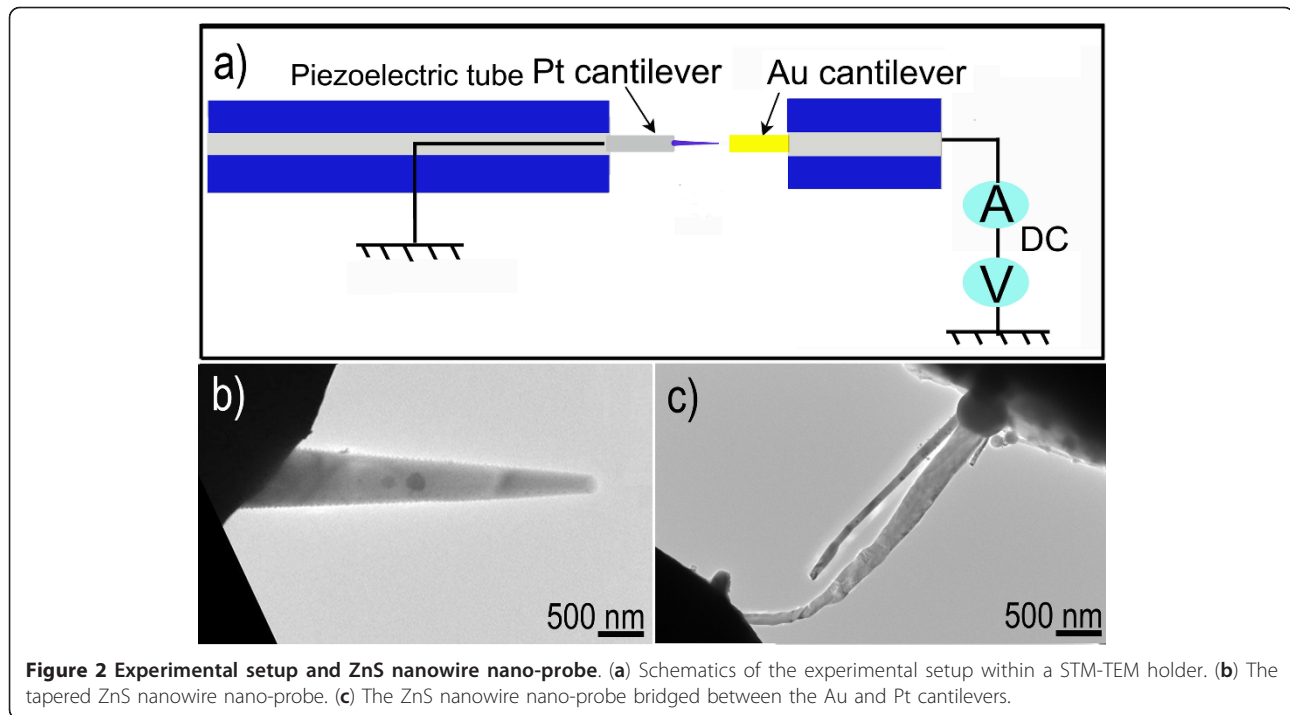 a)
Piezoelectric tube Pt cantilever Au cantilever
A
DC
V
b)
500 nm
c)
500 nm
Figure 2 Experimental setup and ZnS nanowire nano-probe. (a) Schematics of the experimental setup within a STM-TEM holder. (b) The
tapered ZnS nanowire nano-probe. (c) The ZnS nanowire nano-probe bridged between the Au and Pt cantilevers.